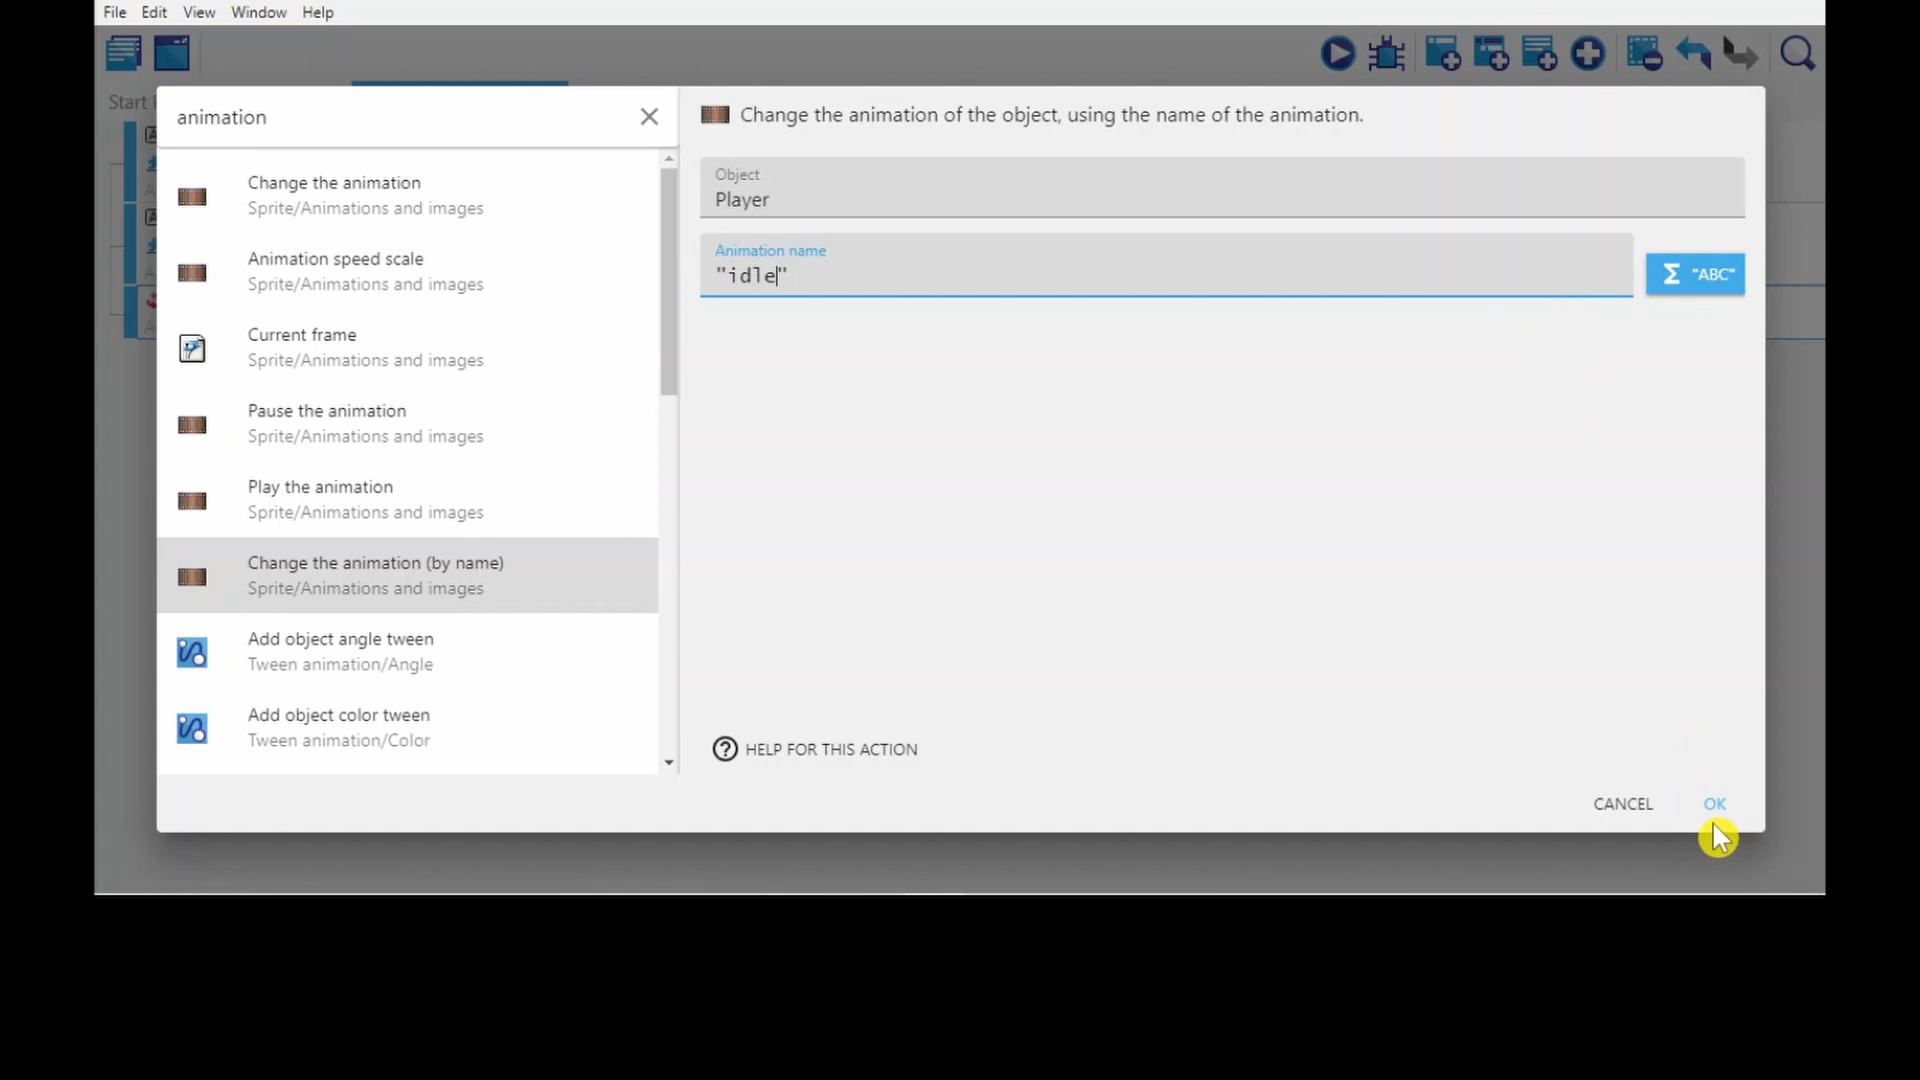 File Edit View Window Help
Start
animation
Change the animation
Sprite/Animations and images
Animation speed scale
Sprite/Animations and images
Current frame
Sprite/Animations and images
Pause the animation
Sprite/Animations and images
Play the animation
Sprite/Animations and images
Change the animation (by name)
Sprite/Animations and images
Add object angle tween
Tween animation/Angle
Add object color tween
Tween animation/Color
Change the animation of the object, using the name of the animation.
Object
Player
Animation name
"idle"
Σ "ABC"
HELP FOR THIS ACTION
CANCEL OK